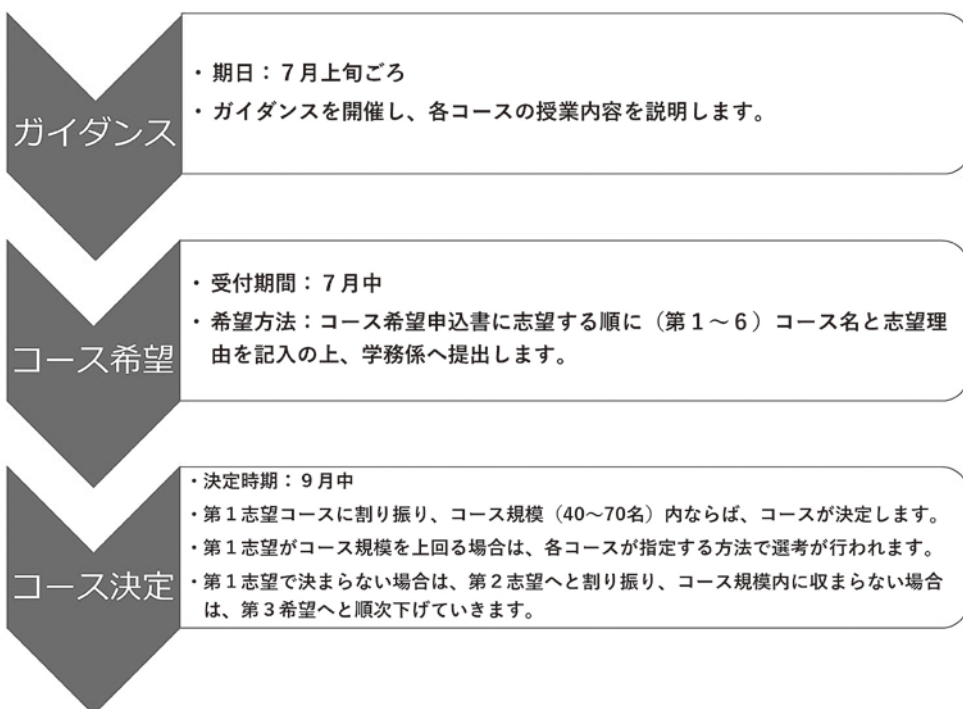 ガイダンス
・期日：７月上旬ごろ
・ガイダンスを開催し、各コースの授業内容を説明します。
コース希望
・受付期間：７月中
・希望方法：コース希望申込書に志望する順に（第１～６）コース名と志望理
由を記入の上、学務係へ提出します。
コース決定
・決定時期：９月中
・第１志望コースに割り振り、コース規模（40～70名）内ならば、コースが決定します。
・第１志望がコース規模を上回る場合は、各コースが指定する方法で選考が行われます。
・第１志望で決まらない場合は、第２志望へと割り振り、コース規模内に収まらない場合
は、第３希望へと順次下げていきます。